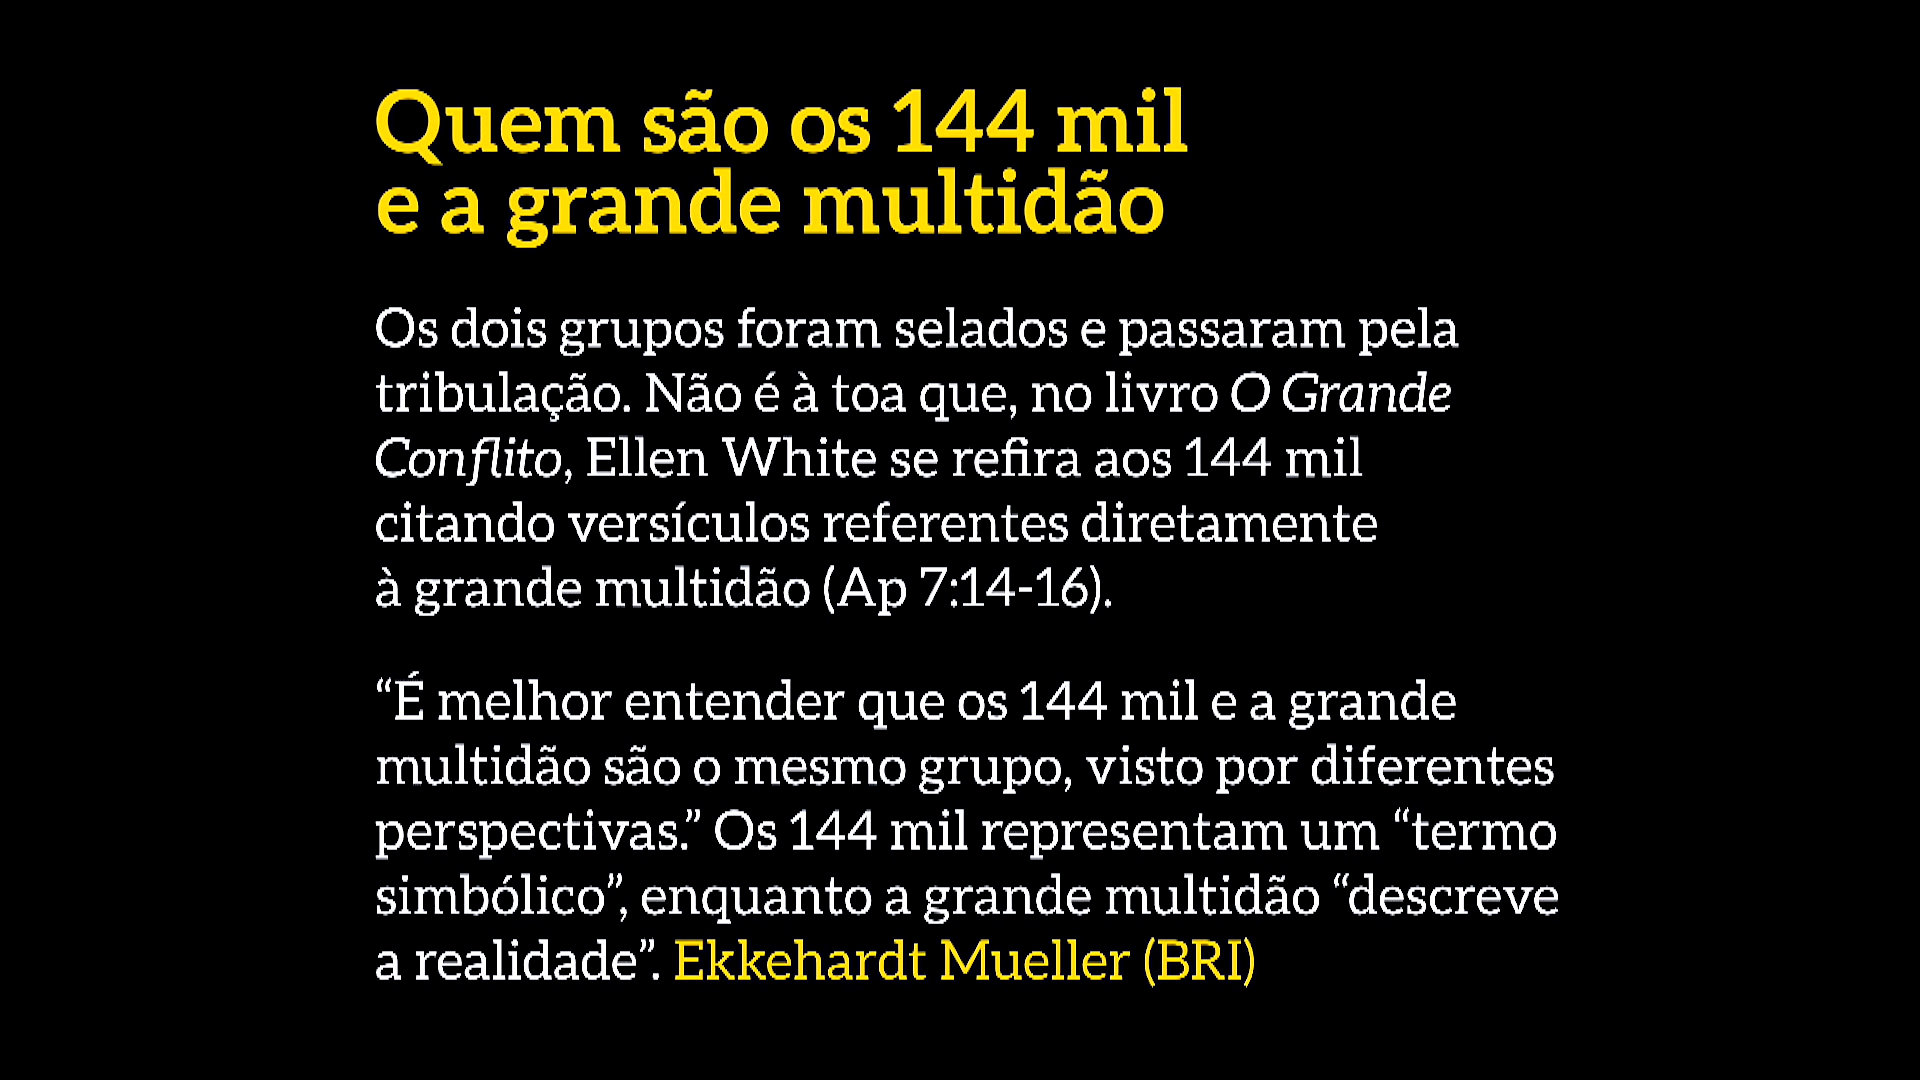 Quem são os 144 mil
e a grande multidão
Os dois grupos foram selados e passaram pela
tribulação. Não é à toa que, no livro O Grande
Conflito, Ellen White se refira aos 144 mil
citando versículos referentes diretamente
à grande multidão (Ap 7:14-16).
“É melhor entender que os 144 mil e a grande
multidão são o mesmo grupo, visto por diferentes
perspectivas.” Os 144 mil representam um “termo
simbólico”, enquanto a grande multidão “descreve
a realidade”. Ekkehardt Mueller (BRI)